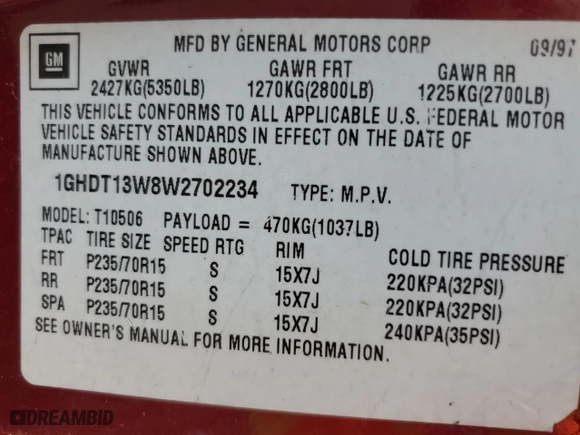 MFD BY GENERAL MOTORS CORP 09/97
GM
GVWR GAWR FRT GAWR RR
2427KG(5350LB) 1270KG(2800LB) 1225KG(2700LB)
THIS VEHICLE CONFORMS TO ALL APPLICABLE U.S. FEDERAL MOTOR
VEHICLE SAFETY STANDARDS IN EFFECT ON THE DATE OF
MANUFACTURE SHOWN ABOVE.
1GHDT13W8W2702234 TYPE: M.P.V.
MODEL: T10506 PAYLOAD = 470KG(1037LB)
TPAC TIRE SIZE SPEED RTG RIM COLD TIRE PRESSURE
FRT P235/70R15 S 15X7J 220KPA(32PSI)
RR P235/70R15 S 15X7J 220KPA(32PSI)
SPA P235/70R15 S 15X7J 240KPA(35PSI)
SEE OWNER'S MANUAL FOR MORE INFORMATION.
DREAMBID